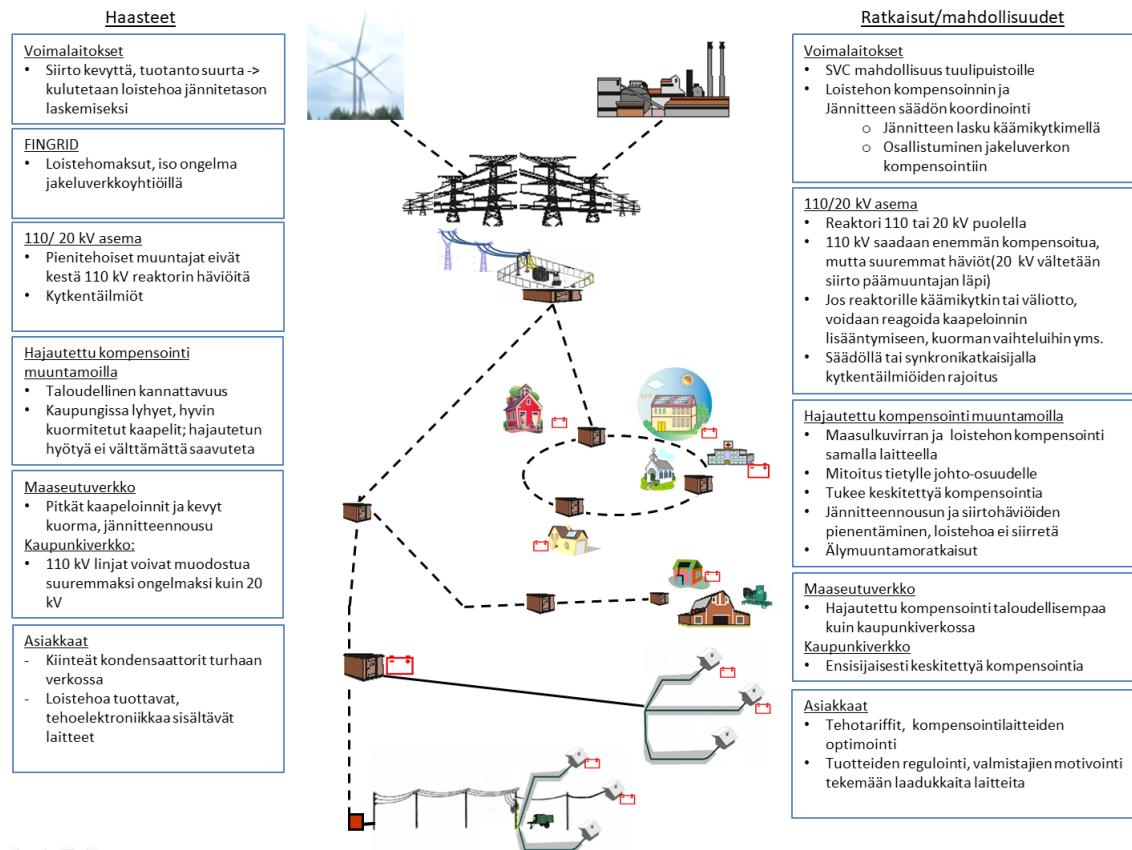 Haasteet
Voimalaitokset
• Siirto kevyttä, tuotanto suurta ->
kulutetaan loistehoa jännitetason
laskemiseksi
FINGRID
• Loistehomaksut, iso ongelma
jakeluverkkoyhtiöillä
110/ 20 kV asema
• Pienitehoiset muuntajat eivät
kestä 110 kV reaktorin häviöitä
• Kytkentäilmiöt
Hajautettu kompensointi
muuntamoilla
• Taloudellinen kannattavuus
• Kaupungissa lyhyet, hyvin
kuormitetut kaapelit; hajautetun
hyötyä ei välttämättä saavuteta
Maaseutuverkko
• Pitkät kaapeloinnit ja kevyt
kuorma, jännitteennousu
Kaupunkiverkko:
• 110 kV linjat voivat muodostua
suuremmaksi ongelmaksi kuin 20
kV
Asiakkaat
- Kiinteät kondensaattorit turhaan
verkossa
- Loistehoa tuottavat,
tehoelektroniikkaa sisältävät
laitteet
Ratkaisut/mahdollisuudet
Voimalaitokset
• SVC mahdollisuus tuulipuistoille
• Loistehon kompensoinnin ja
Jännitteen säädön koordinointi
o Jännitteen lasku käämikytkimellä
o Osallistuminen jakeluverkon
kompensointiin
110/20 kV asema
• Reaktori 110 tai 20 kV puolella
• 110 kV saadaan enemmän kompensoitua,
mutta suuremmat häviöt(20 kV vältetään
siirto päämuuntajan läpi)
• Jos reaktorille käämikytkin tai väliotto,
voidaan reagoida kaapeloinnin
lisääntymiseen, kuorman vaihteluihin yms.
• Säädöllä tai synkronikatkaisijalla
kytkentäilmiöiden rajoitus
Hajautettu kompensointi muuntamoilla
• Maasulkuvirran ja loistehon kompensointi
samalla laitteella
• Mitoitus tietylle johto-osuudelle
• Tukee keskitettyä kompensointia
• Jännitteennousun ja siirtohäviöiden
pienentäminen, loistehoa ei siirretä
• Älymuuntamoratkaisut
Maaseutuverkko
• Hajautettu kompensointi taloudellisempaa
kuin kaupunkiverkossa
Kaupunkiverkko
• Ensisijaisesti keskitettyä kompensointia
Asiakkaat
• Tehotariffit, kompensointilaitteiden
optimointi
• Tuotteiden regulointi, valmistajien motivointi
tekemään laadukkaita laitteita